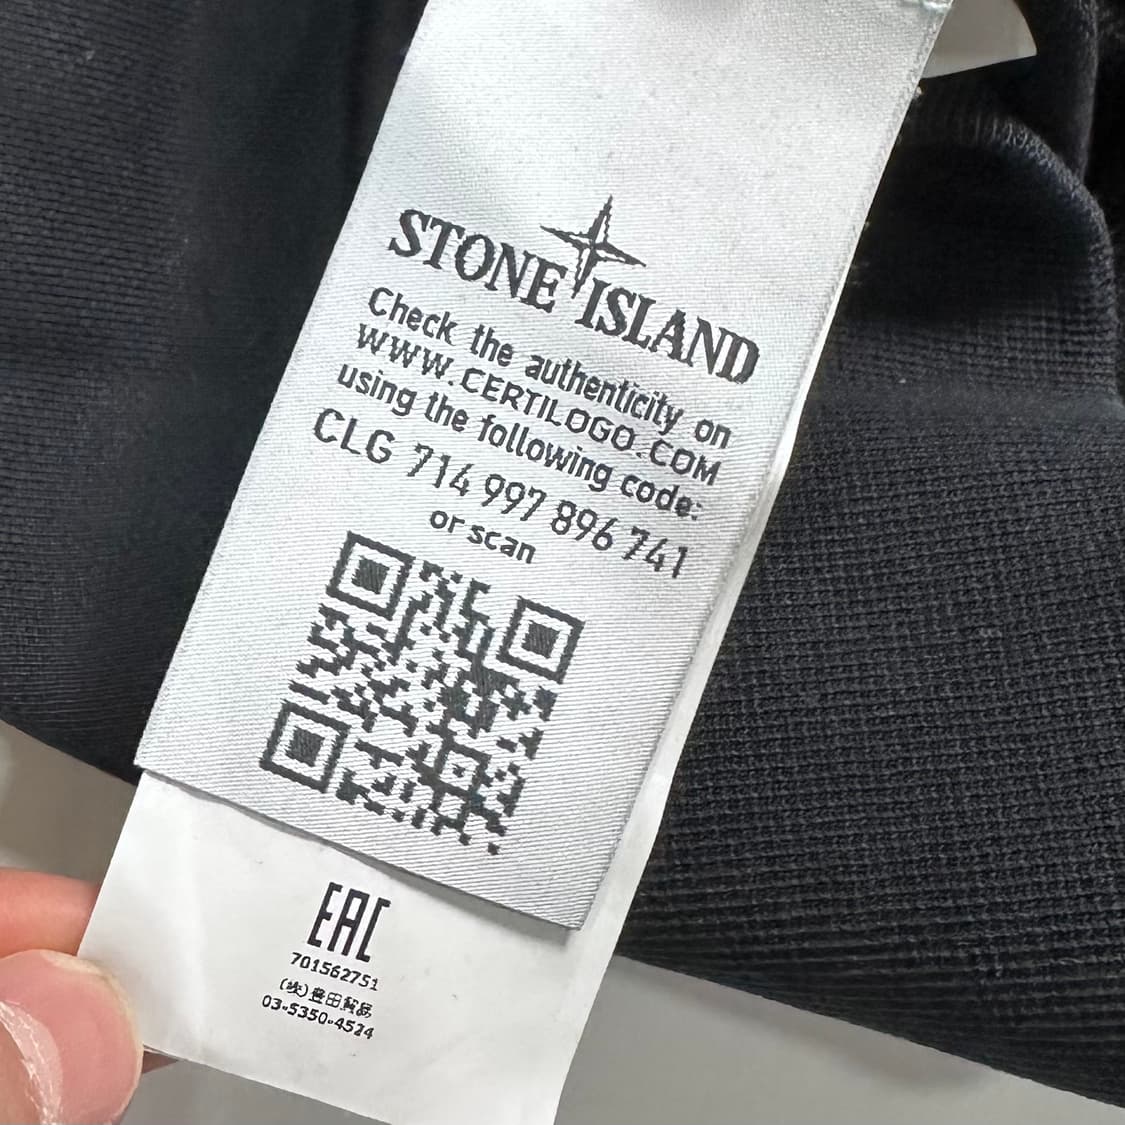 STONE ISLAND
Check the authenticity on
WWW.CERTILOGO.COM
using the following code:
CLG 714 997 896 741
or scan
EAC
701562751
(株)豊田貿易
03-5350-4524